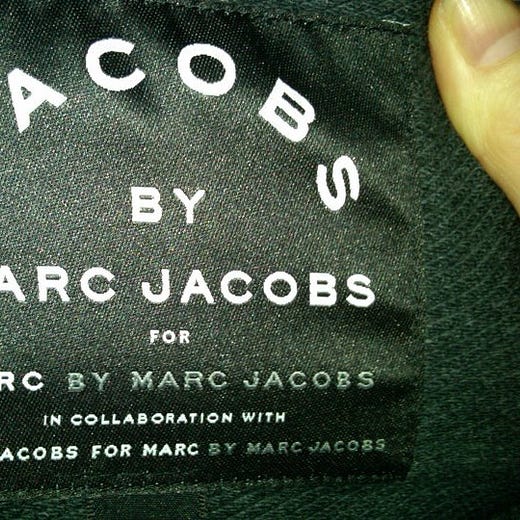 ACOBS
BY
ARC JACOBS
FOR
RC BY MARC JACOBS
IN COLLABORATION WITH
ACOBS FOR MARC BY MARC JACOBS